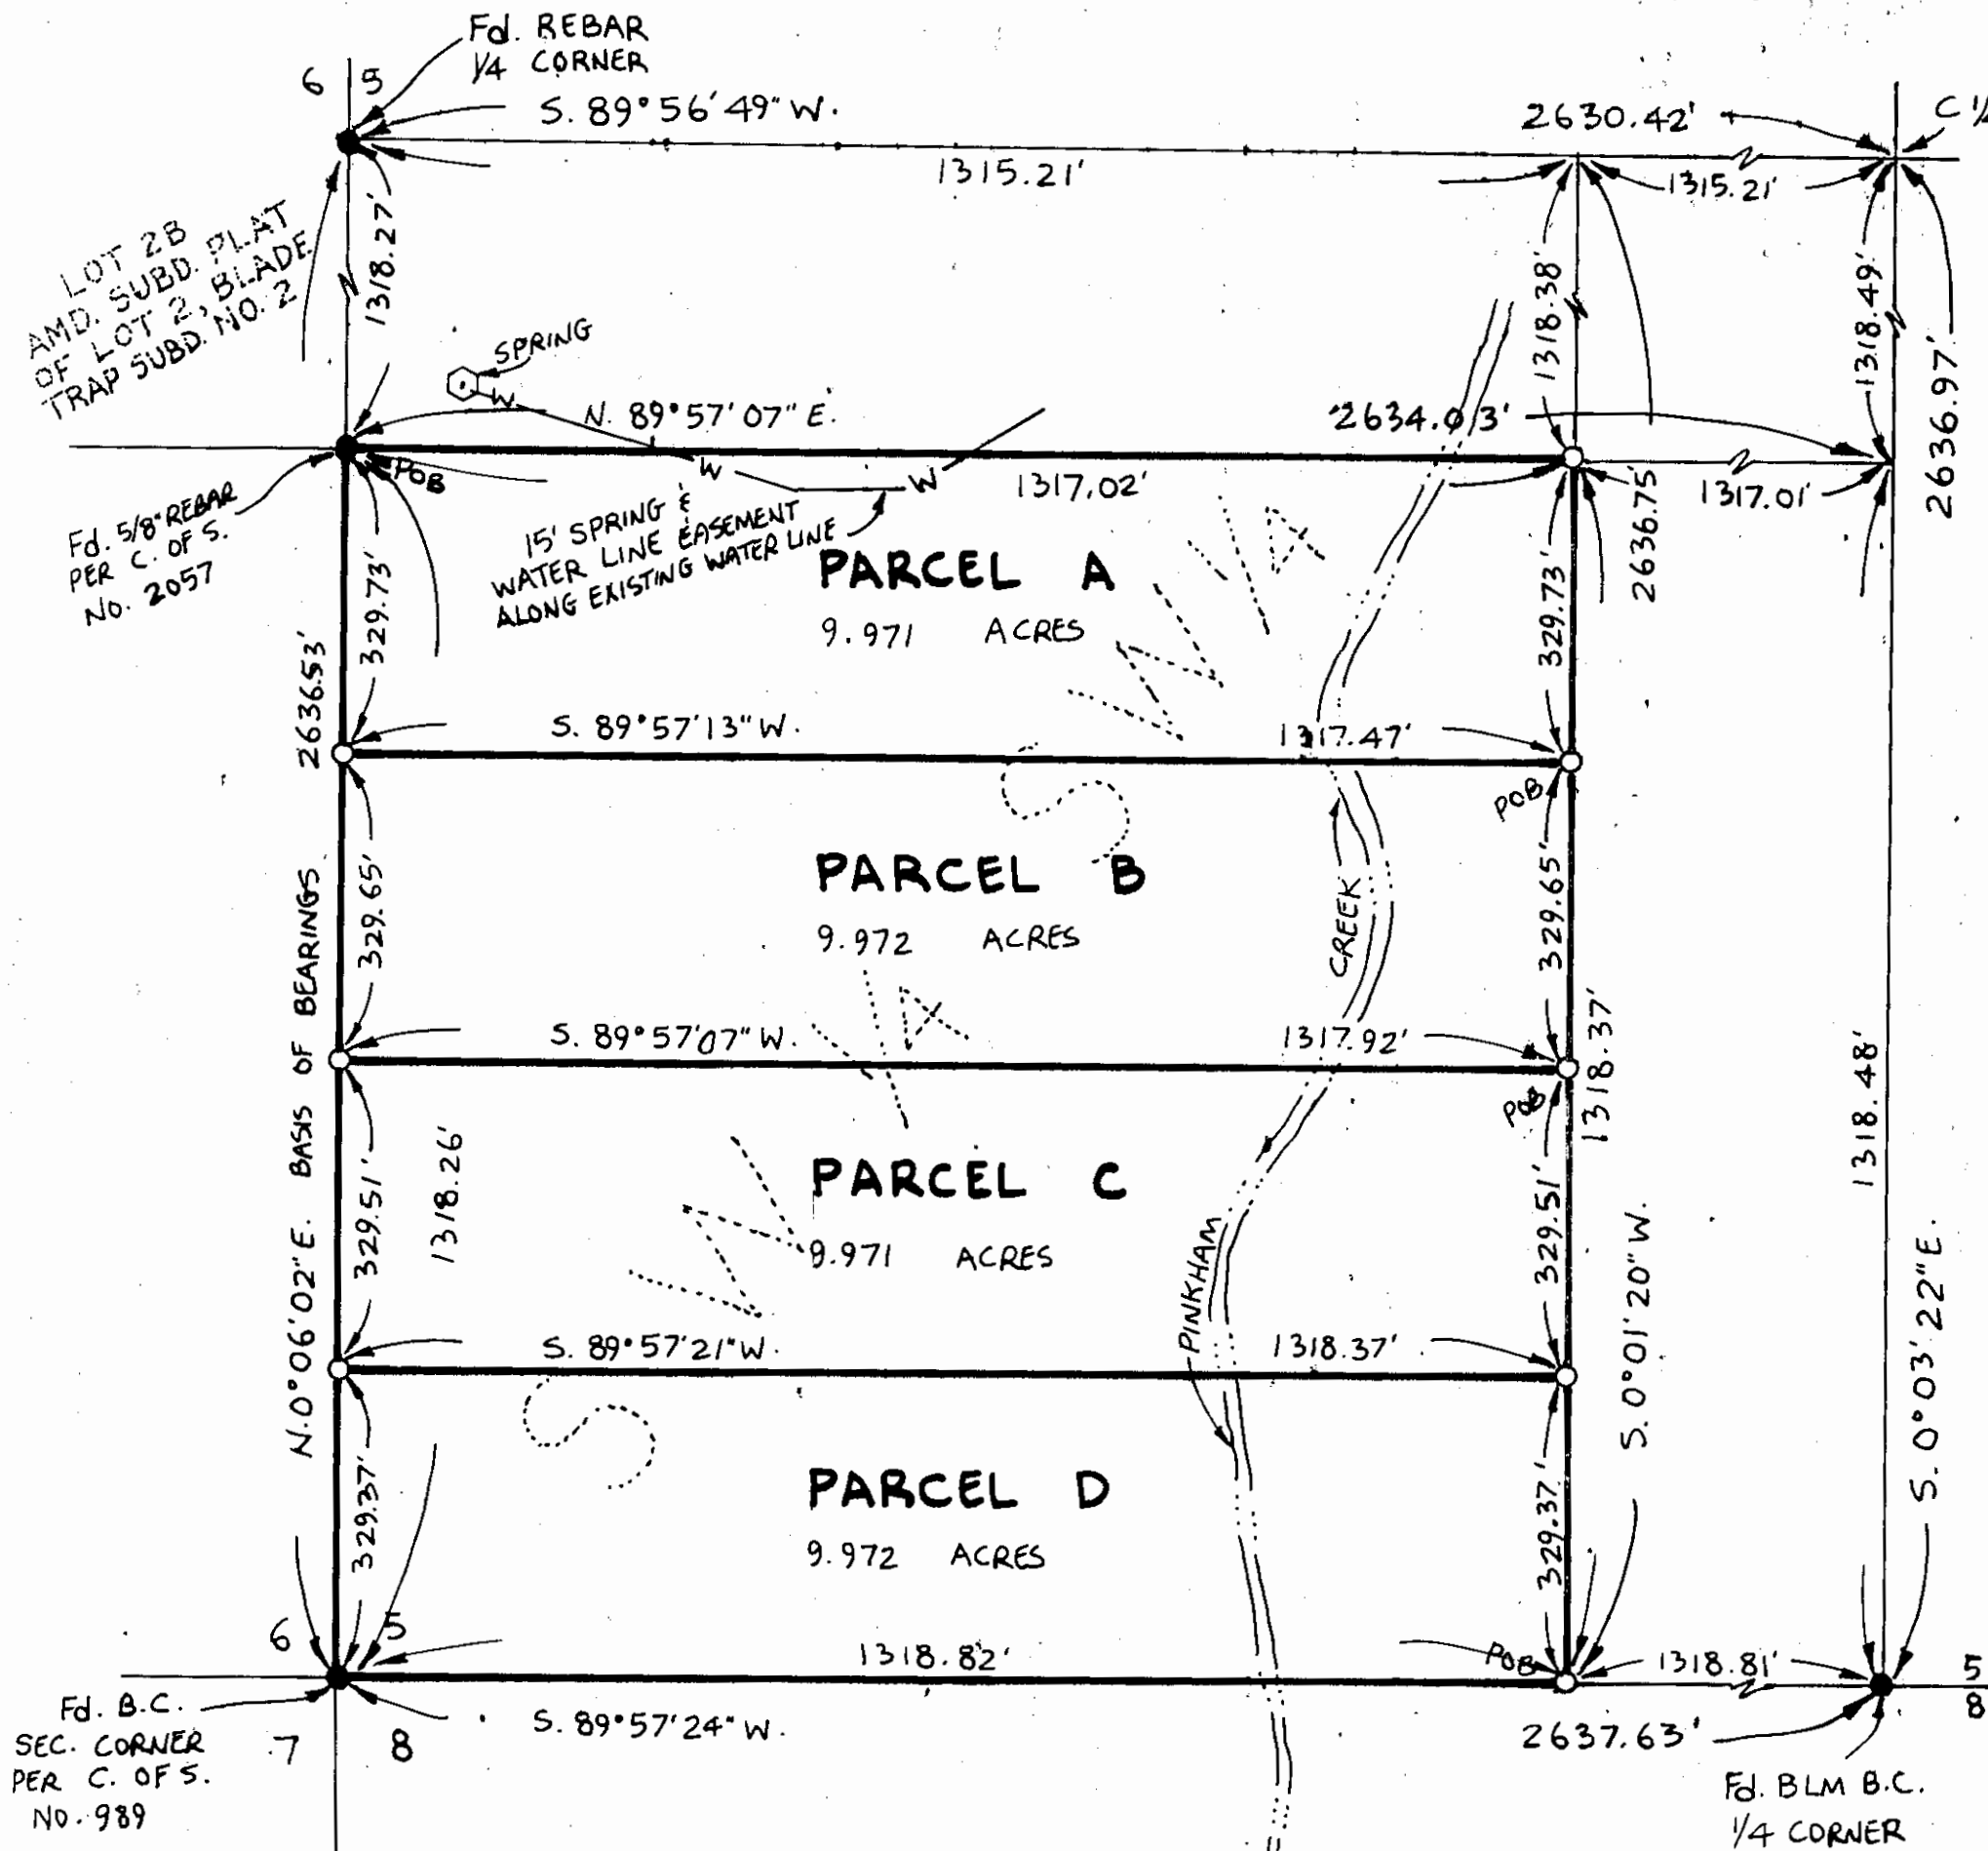 Fd. REBAR
1/4 CORNER
6 5
S. 89°56'49" W.
2630.42'
1315.21'
1315.21'
1318.27'
1318.38'
1318.49'
2636.97'
LOT 2B
AMD. SUBD. PLAT
OF LOT 2, BLADE
TRAP SUBD. NO. 2
SPRING
W
N. 89°57'07" E.
2634.03'
POB
W
W
1317.02'
1317.01'
2636.75'
Fd. 5/8" REBAR
PER C. OF S.
No. 2057
15' SPRING &
WATER LINE EASEMENT
ALONG EXISTING WATER LINE
329.73'
PARCEL A
9.971 ACRES
329.73'
2636.53'
S. 89°57'13" W.
1317.47'
POB
SW 1/4
329.65'
PARCEL B
9.972 ACRES
CREEK
329.65'
N. 0°06'02" E. BASIS OF BEARINGS
S. 89°57'07" W.
1317.92'
POB
1318.37'
1318.48'
329.51'
1318.26'
PARCEL C
9.971 ACRES
PINKHAM
329.51'
SW 1/4
S. 89°57'21" W.
1318.37'
S. 0°01'20" W.
S. 0°03'22" E.
329.37'
PARCEL D
9.972 ACRES
329.37'
6 5
1318.82'
POB
1318.81'
5
8
Fd. B.C.
SEC. CORNER
PER C. OF S.
NO. 989
7 8
S. 89°57'24" W.
2637.63'
Fd. BLM B.C.
1/4 CORNER